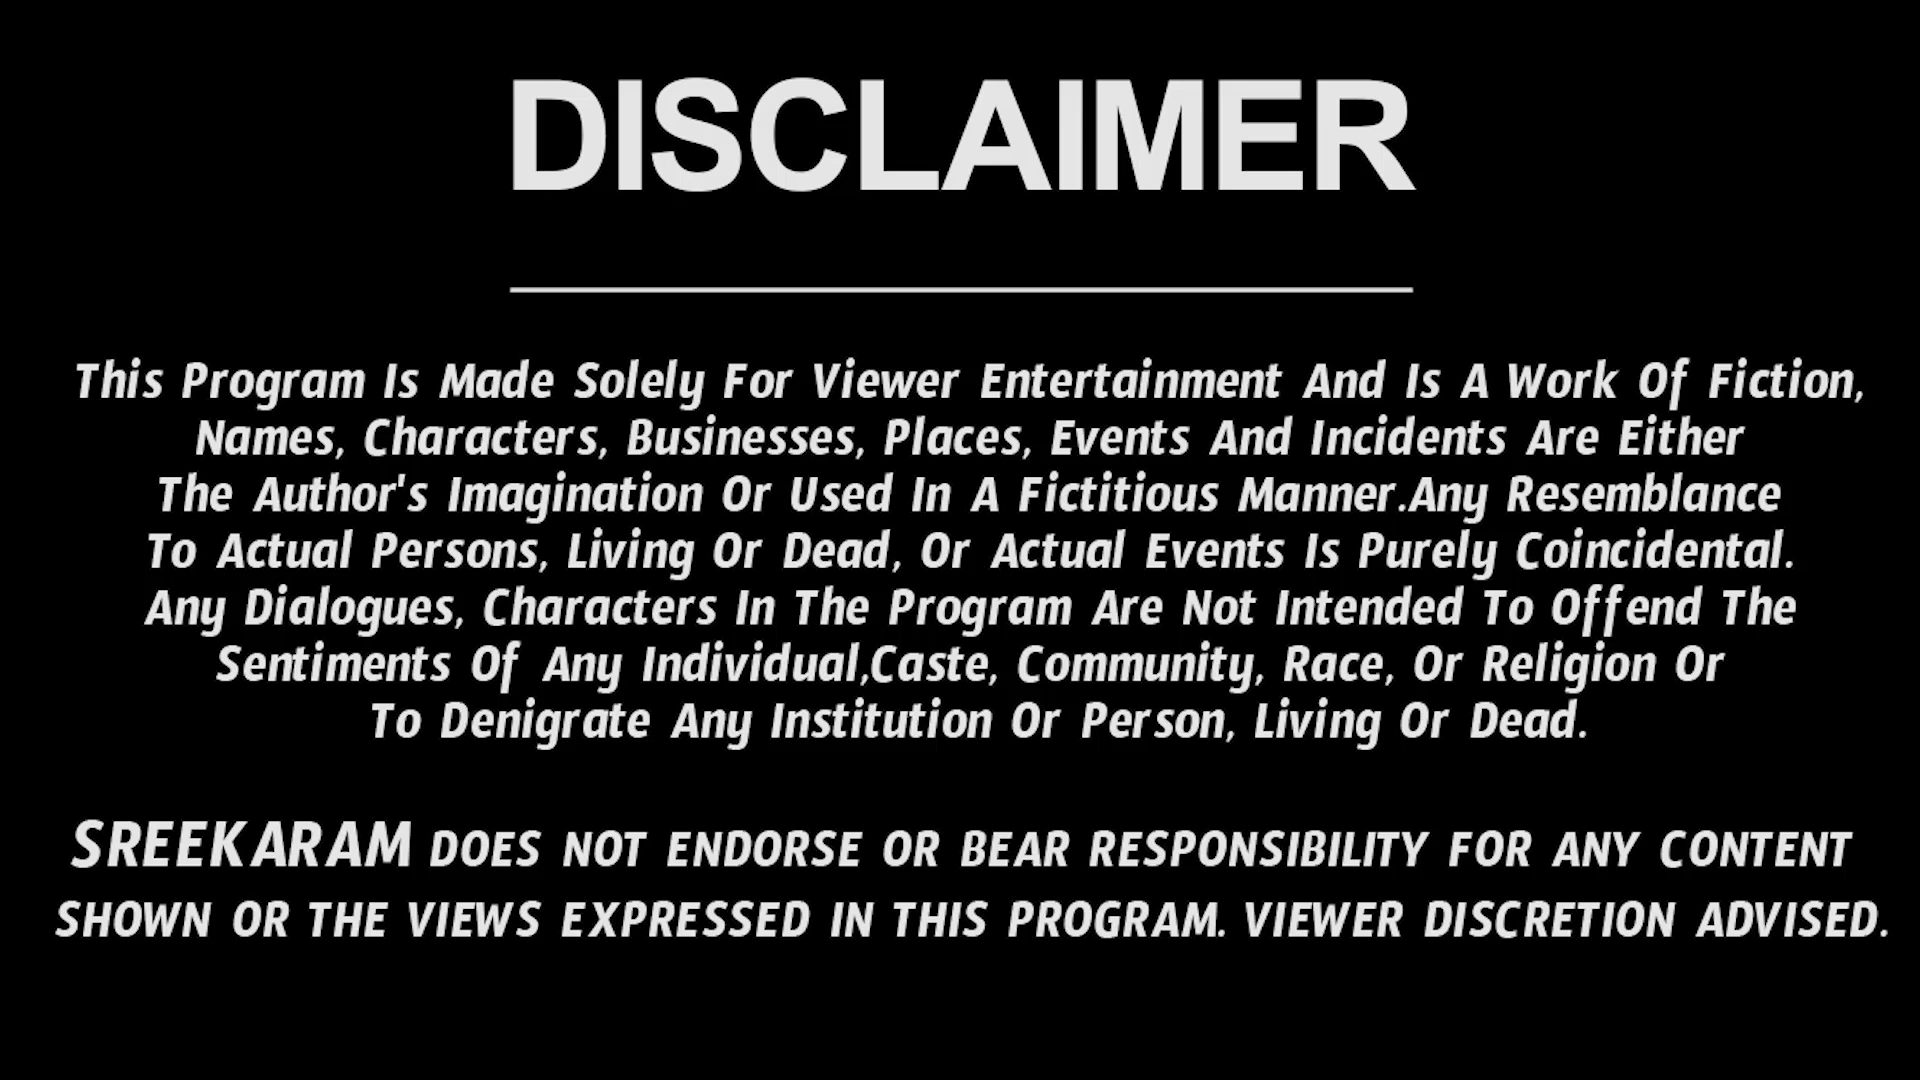 DISCLAIMER
This Program Is Made Solely For Viewer Entertainment And Is A Work Of Fiction,
Names, Characters, Businesses, Places, Events And Incidents Are Either
The Author's Imagination Or Used In A Fictitious Manner.Any Resemblance
To Actual Persons, Living Or Dead, Or Actual Events Is Purely Coincidental.
Any Dialogues, Characters In The Program Are Not Intended To Offend The
Sentiments Of Any Individual,Caste, Community, Race, Or Religion Or
To Denigrate Any Institution Or Person, Living Or Dead.
SREEKARAM DOES NOT ENDORSE OR BEAR RESPONSIBILITY FOR ANY CONTENT
SHOWN OR THE VIEWS EXPRESSED IN THIS PROGRAM. VIEWER DISCRETION ADVISED.